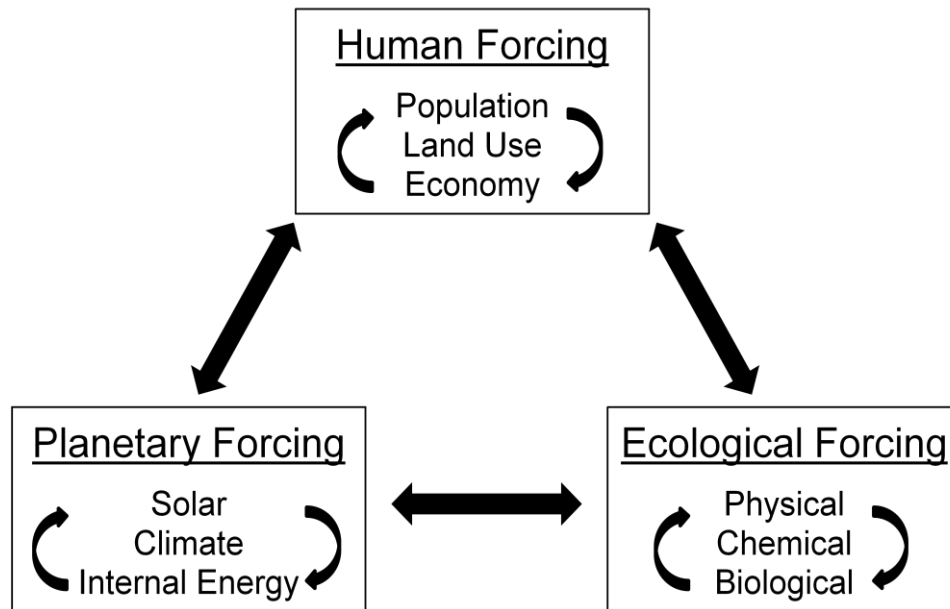 Human Forcing
Population
Land Use
Economy
Planetary Forcing
Solar
Climate
Internal Energy
Ecological Forcing
Physical
Chemical
Biological